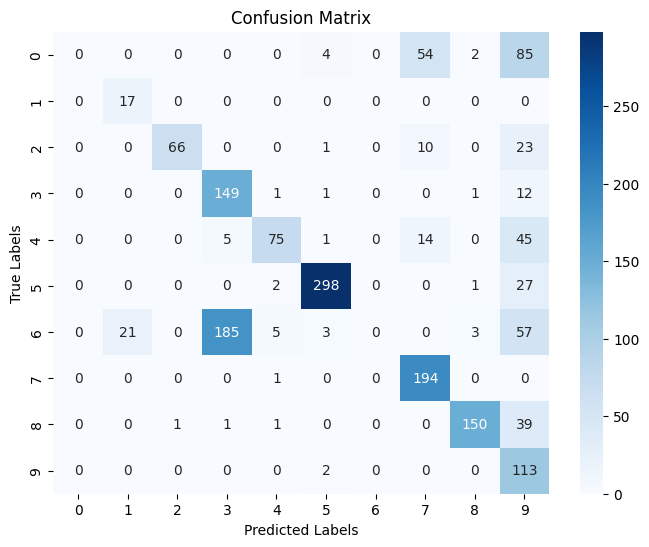 Confusion Matrix
0 0 0 0 0 0 4 0 54 2 85
1 0 17 0 0 0 0 0 0 0 0
2 0 0 66 0 0 1 0 10 0 23
3 0 0 0 149 1 1 0 0 1 12
4 0 0 0 5 75 1 0 14 0 45
5 0 0 0 0 2 298 0 0 1 27
6 0 21 0 185 5 3 0 0 3 57
7 0 0 0 0 1 0 0 194 0 0
8 0 0 1 1 1 0 0 0 150 39
9 0 0 0 0 0 2 0 0 0 113
0 1 2 3 4 5 6 7 8 9
Predicted Labels
True Labels
250
200
150
100
50
0